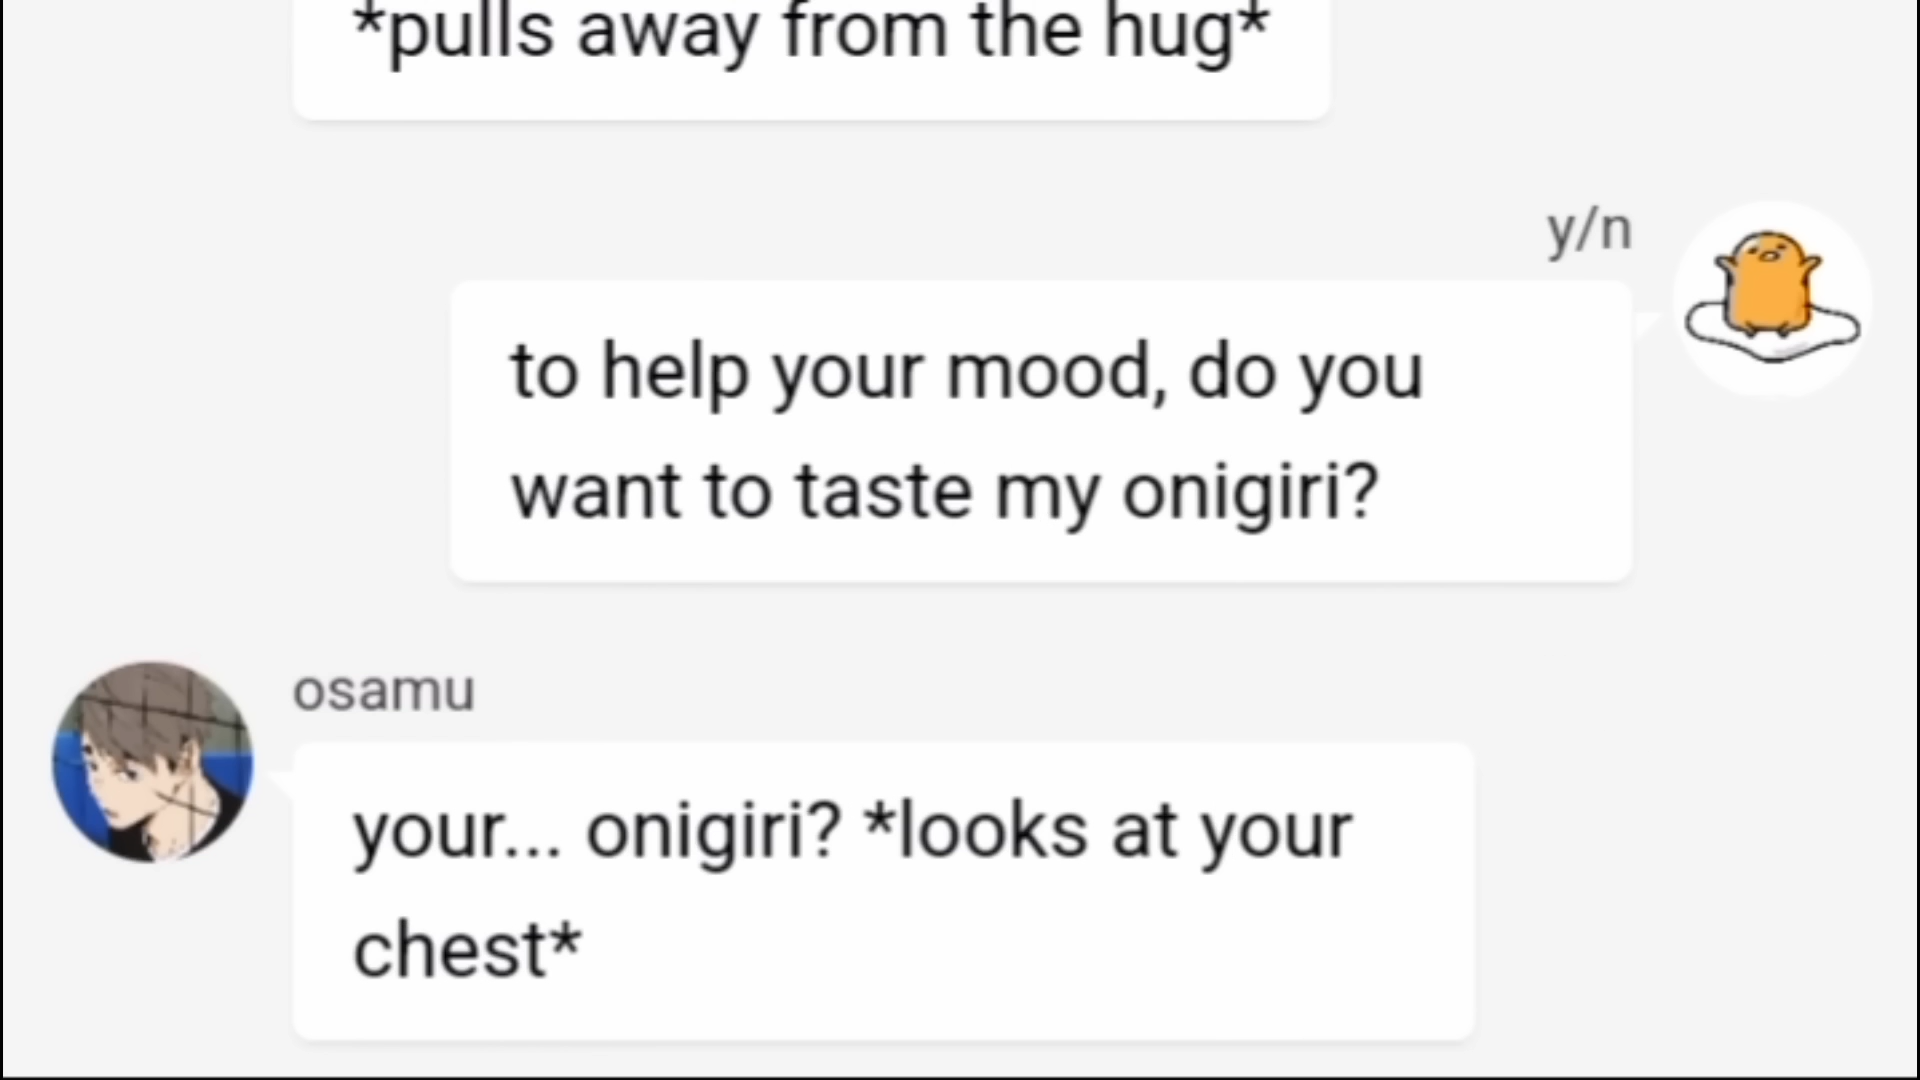 *pulls away from the hug*
y/n
to help your mood, do you
want to taste my onigiri?
osamu
your... onigiri? *looks at your
chest*